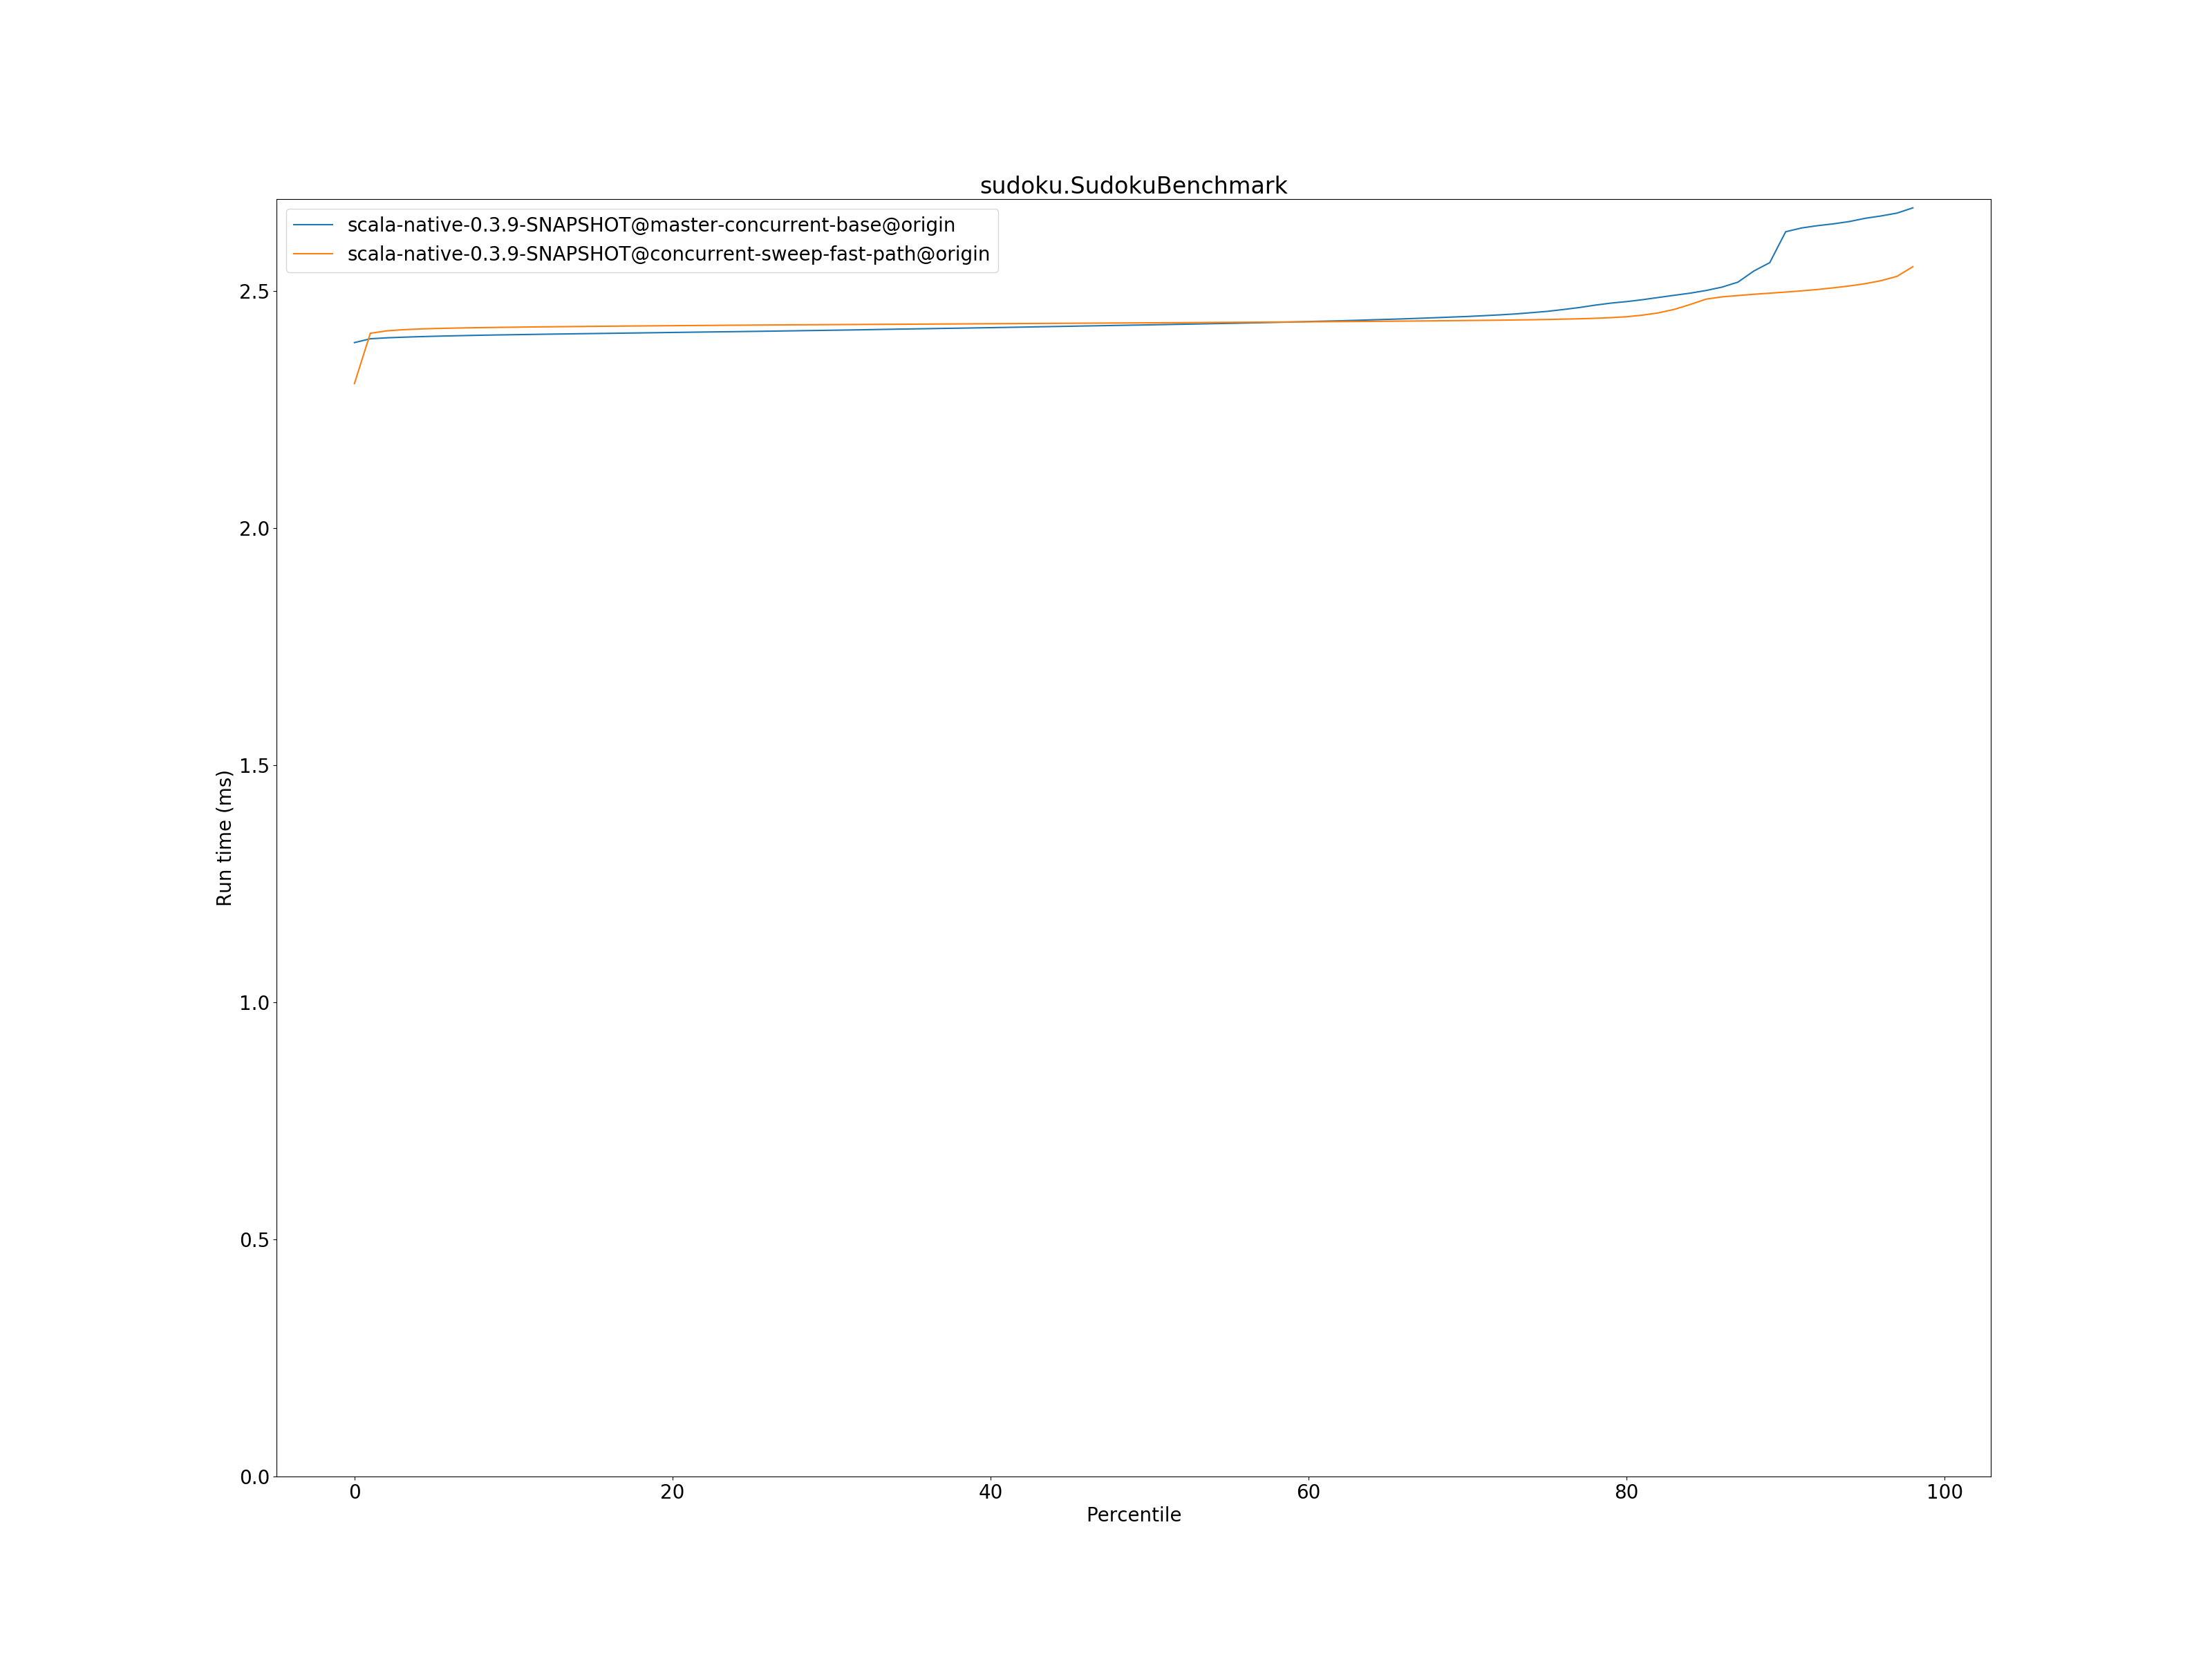 sudoku.SudokuBenchmark
scala-native-0.3.9-SNAPSHOT@master-concurrent-base@origin
scala-native-0.3.9-SNAPSHOT@concurrent-sweep-fast-path@origin
2.5
2.0
1.5
1.0
0.5
0.0
Run time (ms)
0 20 40 60 80 100
Percentile